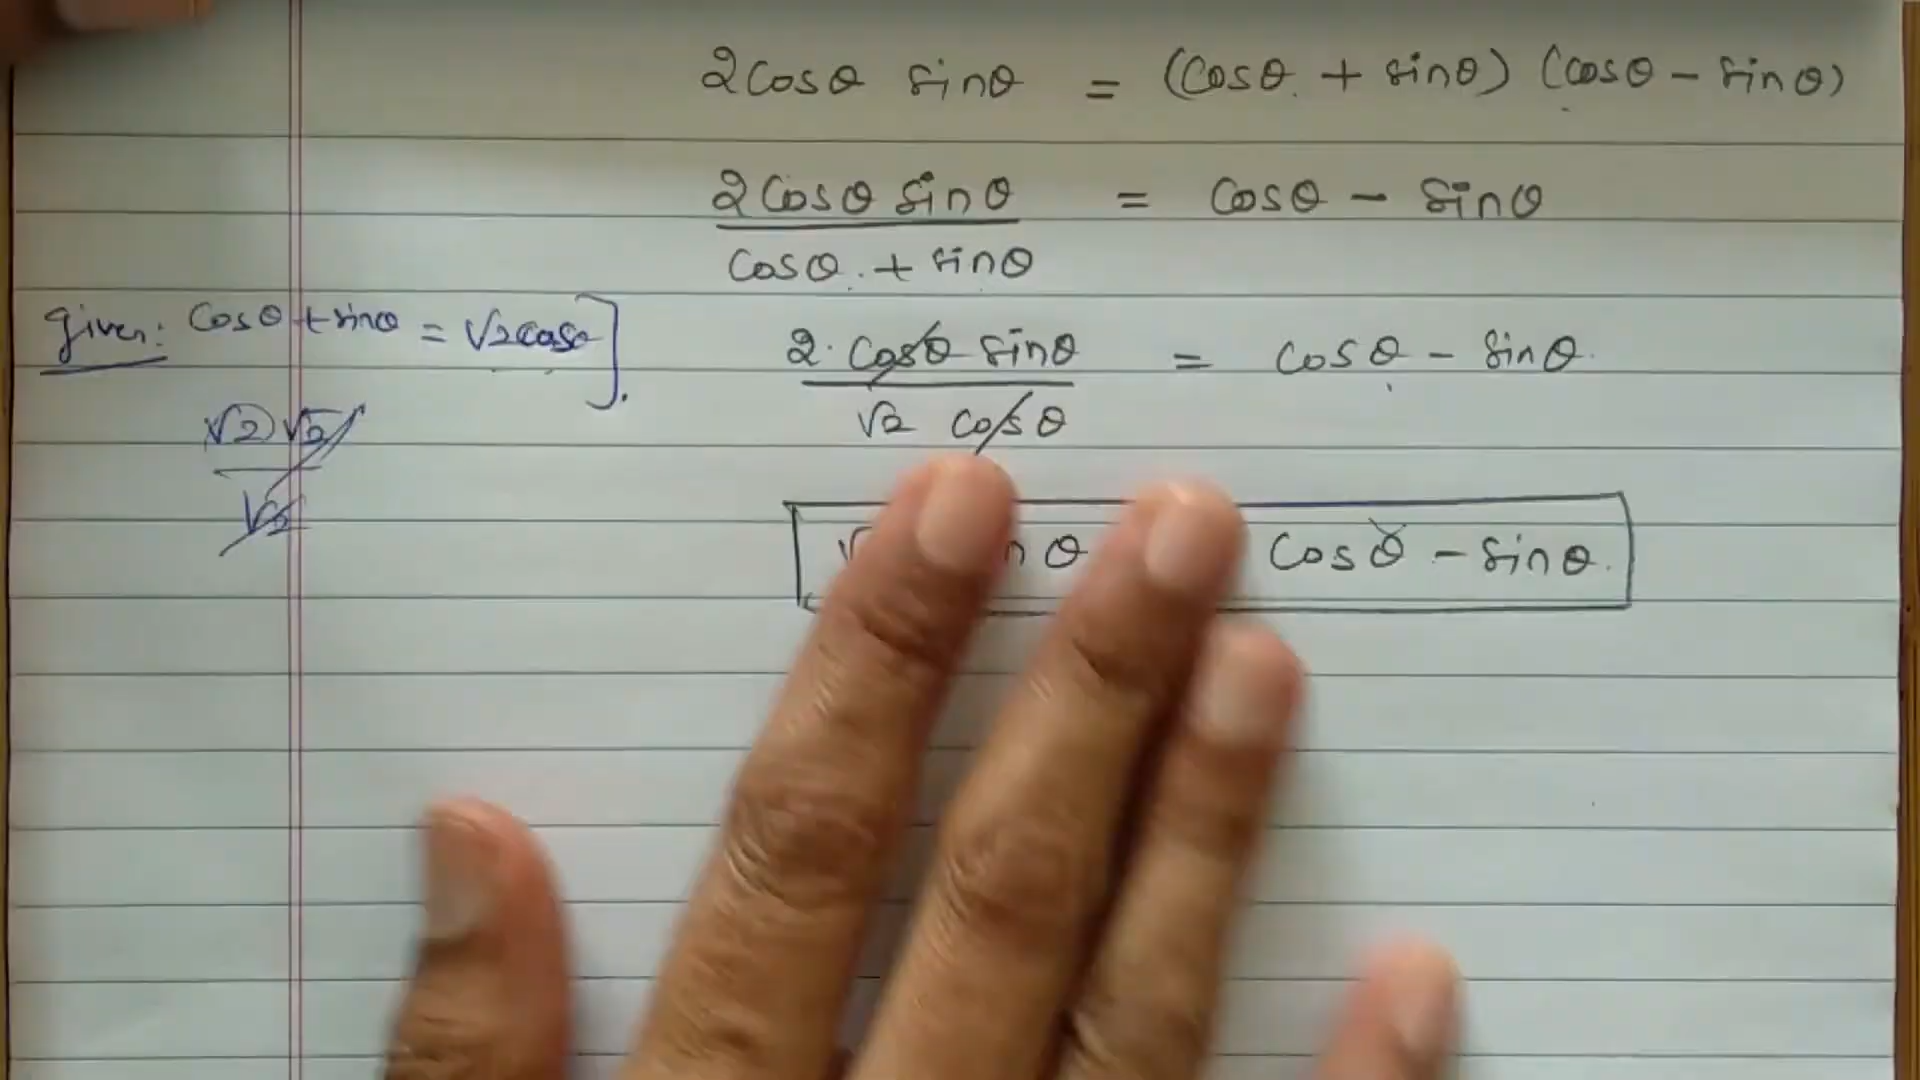 2cosθ sinθ = (cosθ + sinθ) (cosθ - sinθ)
2cosθ sinθ / cosθ + sinθ = cosθ - sinθ
given: cosθ + sinθ = √2cosθ]
2. cosθ sinθ / √2 cosθ = cosθ - sinθ.
√2 √2 / √2
θ cosθ - sinθ.